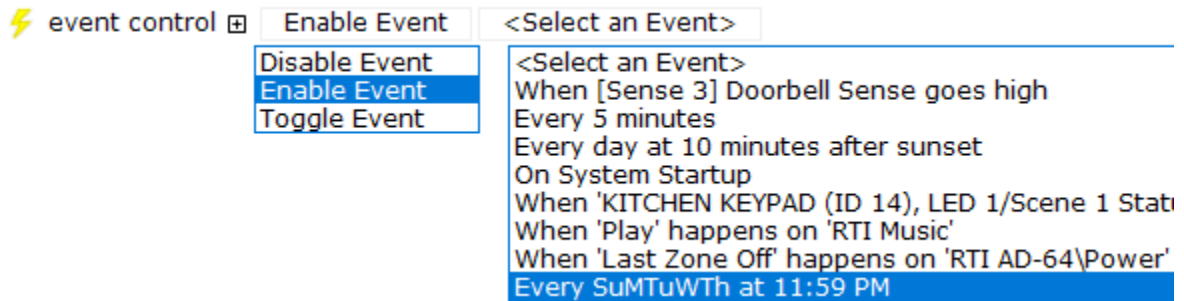 event control Enable Event <Select an Event>
Disable Event
Enable Event
Toggle Event
<Select an Event>
When [Sense 3] Doorbell Sense goes high
Every 5 minutes
Every day at 10 minutes after sunset
On System Startup
When 'KITCHEN KEYPAD (ID 14), LED 1/Scene 1
When 'Play' happens on 'RTI Music'
When 'Last Zone Off' happens on 'RTI AD-64\Power'
Every SuMTuWTh at 11:59 PM